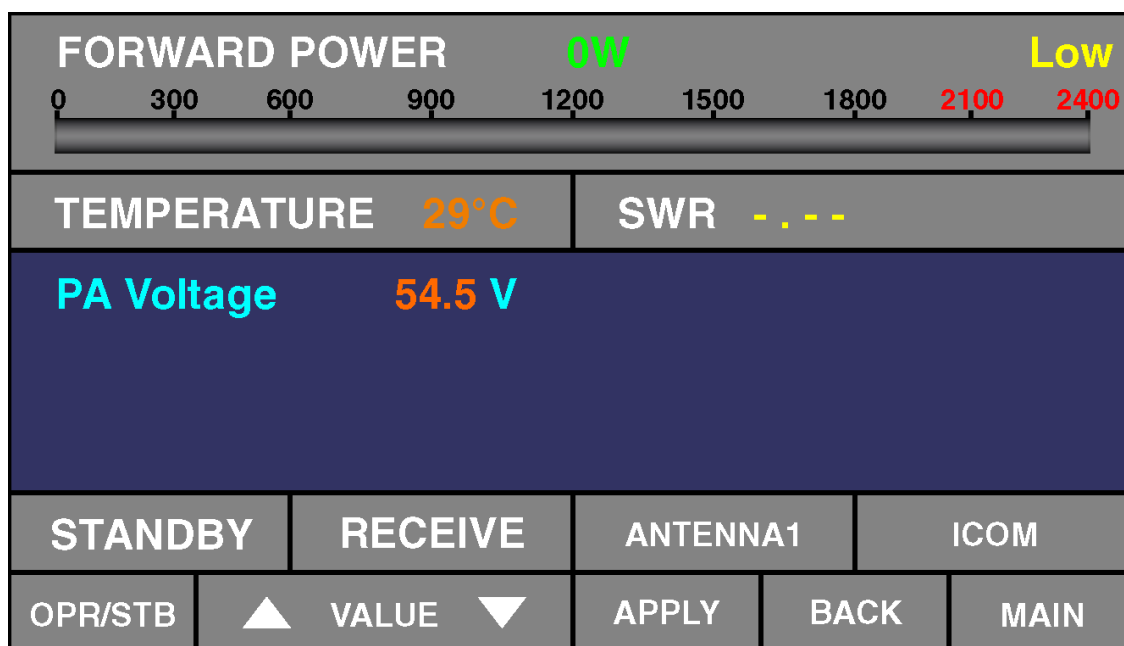 FORWARD POWER 0W Low
0 300 600 900 1200 1500 1800 2100 2400
TEMPERATURE 29°C SWR -.--
PA Voltage 54.5 V
STANDBY RECEIVE ANTENNA1 ICOM
OPR/STB VALUE APPLY BACK MAIN